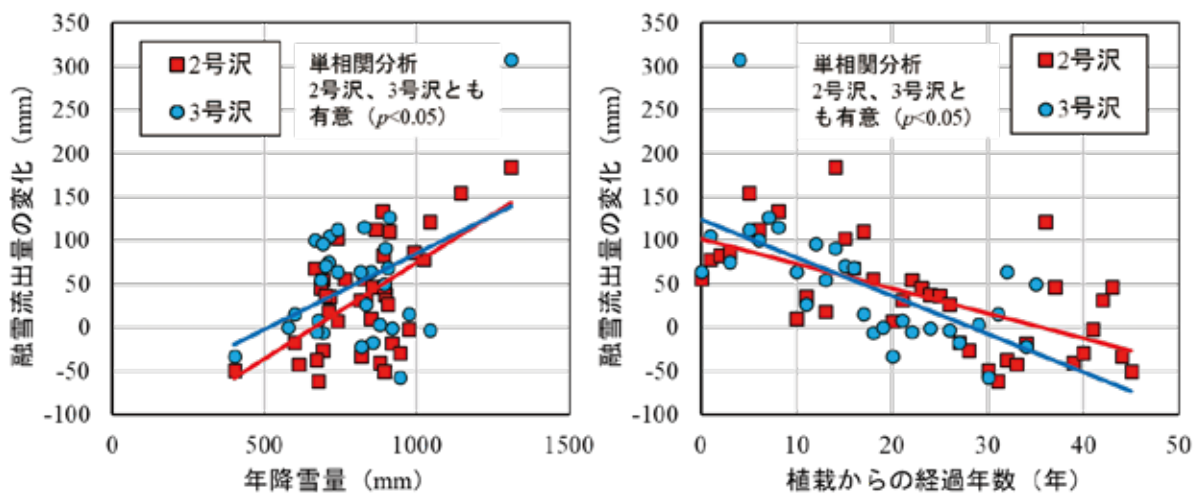 350
300
250
200
150
100
50
0
-50
-100
融雪流出量の変化（mm）
2号沢
3号沢
単相関分析
2号沢、3号沢とも
有意（p<0.05）
0
500
1000
1500
年降雪量（mm）
350
300
250
200
150
100
50
0
-50
-100
融雪流出量の変化（mm）
単相関分析
2号沢、3号沢と
も有意（p<0.05）
2号沢
3号沢
0
10
20
30
40
50
植栽からの経過年数（年）